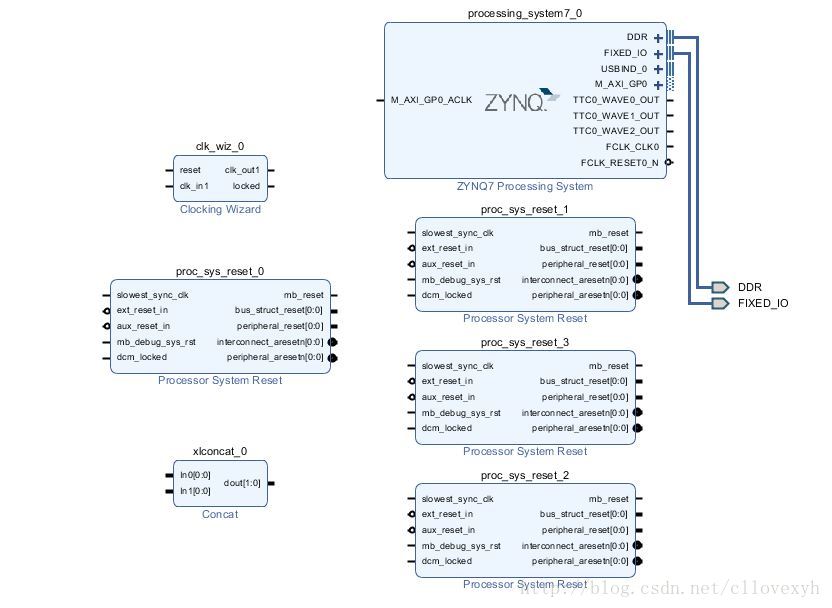 processing_system7_0
DDR
FIXED_IO
USBIND_0
M_AXI_GP0
M_AXI_GP0_ACLK
ZYNQ
TTC0_WAVE0_OUT
TTC0_WAVE1_OUT
TTC0_WAVE2_OUT
FCLK_CLK0
FCLK_RESET0_N
ZYNQ7 Processing System
clk_wiz_0
reset clk_out1
clk_in1 locked
Clocking Wizard
proc_sys_reset_1
slowest_sync_clk mb_reset
ext_reset_in bus_struct_reset[0:0]
aux_reset_in peripheral_reset[0:0]
mb_debug_sys_rst interconnect_aresetn[0:0]
dcm_locked peripheral_aresetn[0:0]
Processor System Reset
proc_sys_reset_0
slowest_sync_clk mb_reset
ext_reset_in bus_struct_reset[0:0]
aux_reset_in peripheral_reset[0:0]
mb_debug_sys_rst interconnect_aresetn[0:0]
dcm_locked peripheral_aresetn[0:0]
Processor System Reset
DDR
FIXED_IO
proc_sys_reset_3
slowest_sync_clk mb_reset
ext_reset_in bus_struct_reset[0:0]
aux_reset_in peripheral_reset[0:0]
mb_debug_sys_rst interconnect_aresetn[0:0]
dcm_locked peripheral_aresetn[0:0]
Processor System Reset
xlconcat_0
In0[0:0]
In1[0:0]
dout[1:0]
Concat
proc_sys_reset_2
slowest_sync_clk mb_reset
ext_reset_in bus_struct_reset[0:0]
aux_reset_in peripheral_reset[0:0]
mb_debug_sys_rst interconnect_aresetn[0:0]
dcm_locked peripheral_aresetn[0:0]
Processor System Reset
http://blog.csdn.net/cllovexyh